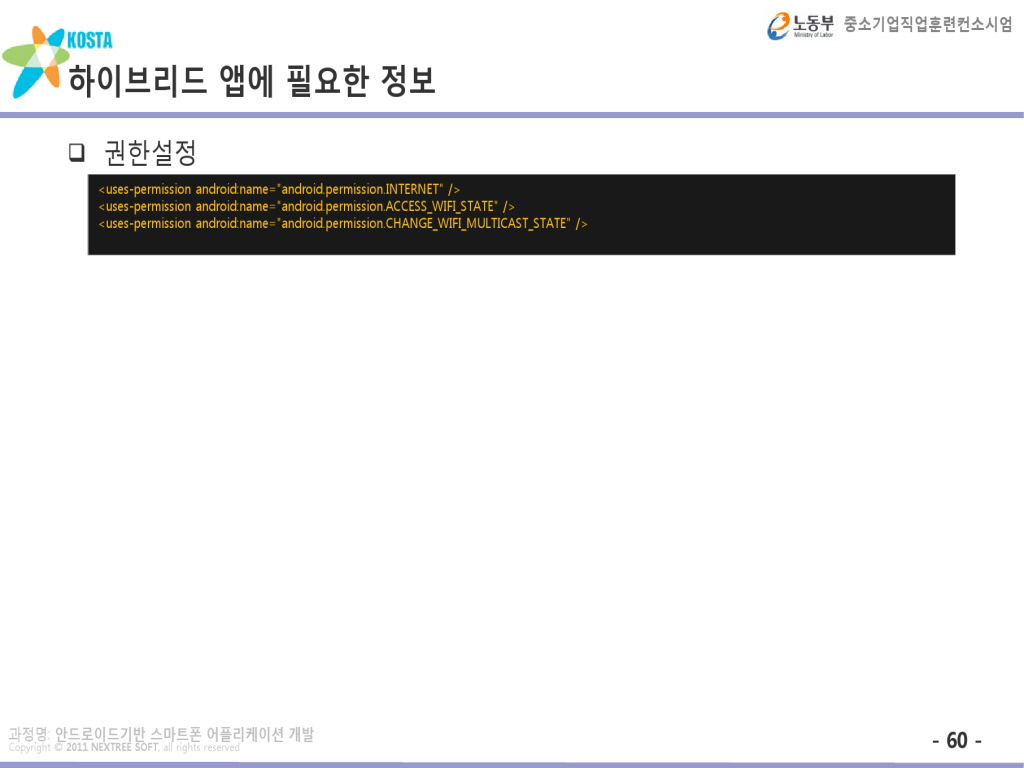 노동부 중소기업직업훈련컨소시엄
Ministry of Labor
KOSTA
하이브리드 앱에 필요한 정보
❑ 권한설정
<uses-permission android:name="android.permission.INTERNET" />
<uses-permission android:name="android.permission.ACCESS_WIFI_STATE" />
<uses-permission android:name="android.permission.CHANGE_WIFI_MULTICAST_STATE" />
과정명: 안드로이드기반 스마트폰 어플리케이션 개발
Copyright © 2011 NEXTREE SOFT, all rights reserved
- 60 -